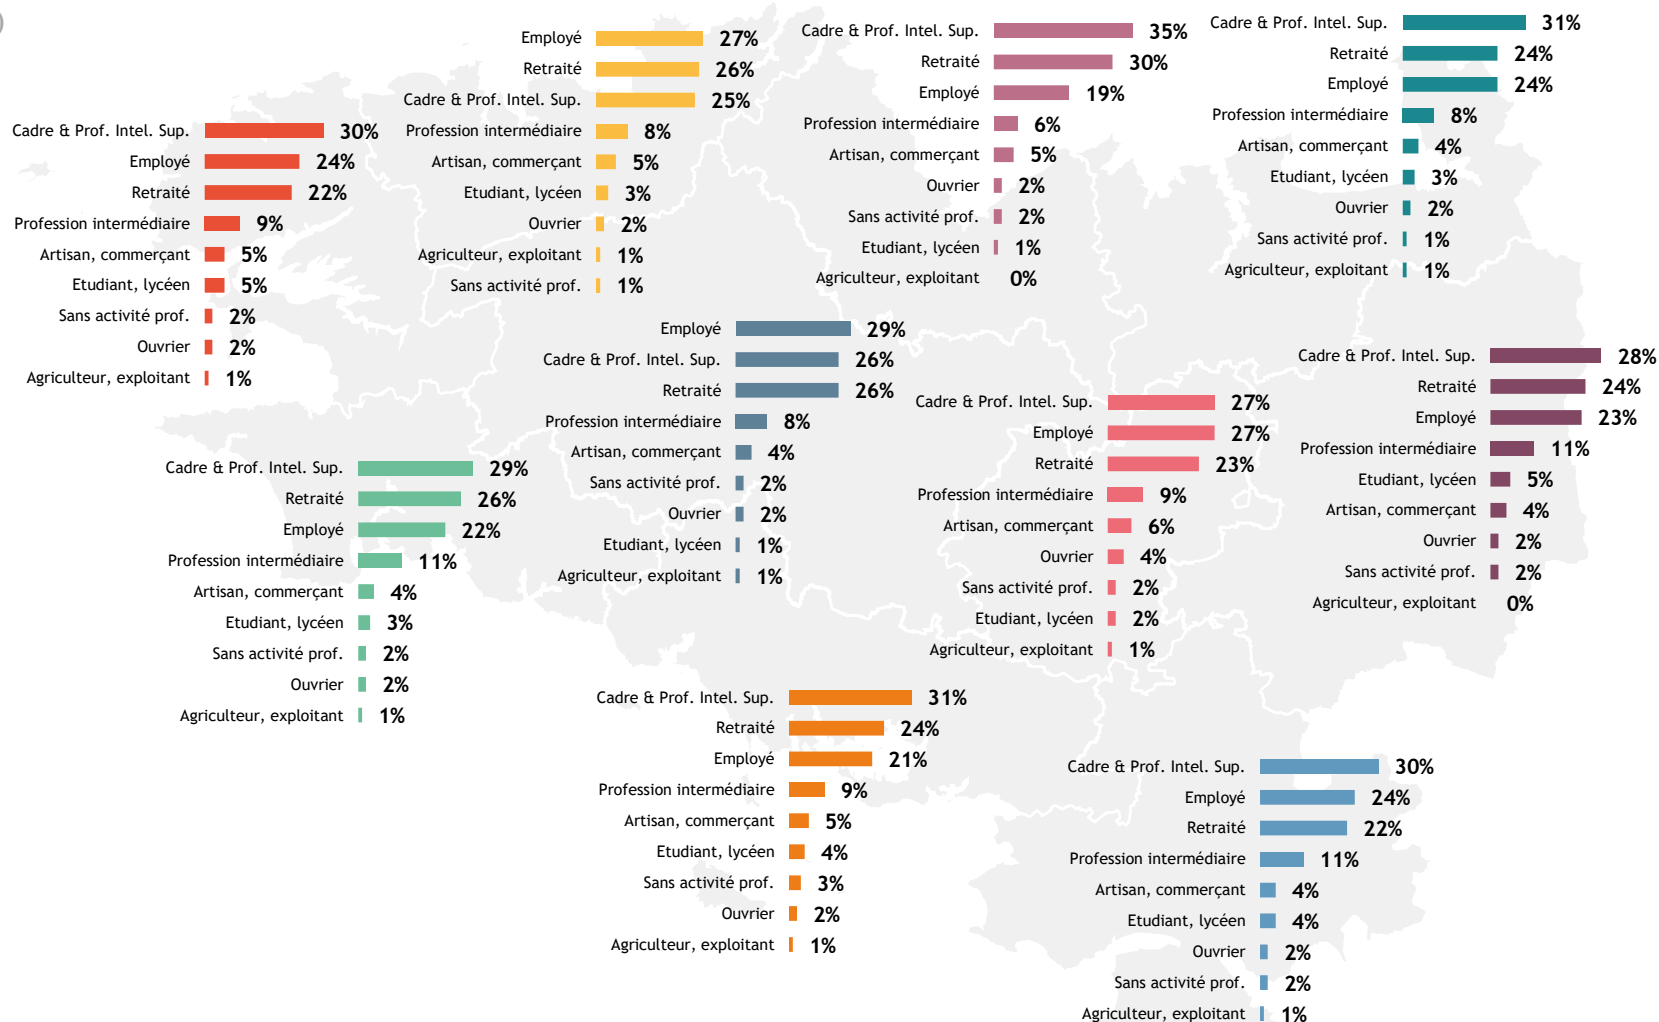 Cadre & Prof. Intel. Sup. 30%
Employé 24%
Retraité 22%
Profession intermédiaire 9%
Artisan, commerçant 5%
Etudiant, lycéen 5%
Sans activité prof. 2%
Ouvrier 2%
Agriculteur, exploitant 1%
Employé 27%
Retraité 26%
Cadre & Prof. Intel. Sup. 25%
Profession intermédiaire 8%
Artisan, commerçant 5%
Etudiant, lycéen 3%
Ouvrier 2%
Agriculteur, exploitant 1%
Sans activité prof. 1%
Cadre & Prof. Intel. Sup. 35%
Retraité 30%
Employé 19%
Profession intermédiaire 6%
Artisan, commerçant 5%
Ouvrier 2%
Sans activité prof. 2%
Etudiant, lycéen 1%
Agriculteur, exploitant 0%
Cadre & Prof. Intel. Sup. 31%
Retraité 24%
Employé 24%
Profession intermédiaire 8%
Artisan, commerçant 4%
Etudiant, lycéen 3%
Ouvrier 2%
Sans activité prof. 1%
Agriculteur, exploitant 1%
Employé 29%
Cadre & Prof. Intel. Sup. 26%
Retraité 26%
Profession intermédiaire 8%
Artisan, commerçant 4%
Sans activité prof. 2%
Ouvrier 2%
Etudiant, lycéen 1%
Agriculteur, exploitant 1%
Cadre & Prof. Intel. Sup. 27%
Employé 27%
Retraité 23%
Profession intermédiaire 9%
Artisan, commerçant 6%
Ouvrier 4%
Sans activité prof. 2%
Etudiant, lycéen 2%
Agriculteur, exploitant 1%
Cadre & Prof. Intel. Sup. 28%
Retraité 24%
Employé 23%
Profession intermédiaire 11%
Etudiant, lycéen 5%
Artisan, commerçant 4%
Ouvrier 2%
Sans activité prof. 2%
Agriculteur, exploitant 0%
Cadre & Prof. Intel. Sup. 29%
Retraité 26%
Employé 22%
Profession intermédiaire 11%
Artisan, commerçant 4%
Etudiant, lycéen 3%
Sans activité prof. 2%
Ouvrier 2%
Agriculteur, exploitant 1%
Cadre & Prof. Intel. Sup. 31%
Retraité 24%
Employé 21%
Profession intermédiaire 9%
Artisan, commerçant 5%
Etudiant, lycéen 4%
Sans activité prof. 3%
Ouvrier 2%
Agriculteur, exploitant 1%
Cadre & Prof. Intel. Sup. 30%
Employé 24%
Retraité 22%
Profession intermédiaire 11%
Artisan, commerçant 4%
Etudiant, lycéen 4%
Ouvrier 2%
Sans activité prof. 2%
Agriculteur, exploitant 1%